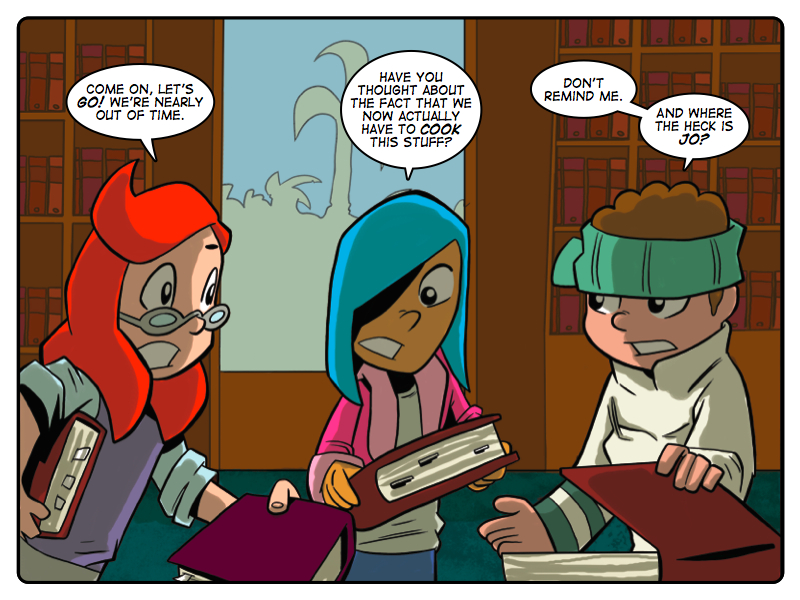 COME ON, LET'S
GO! WE'RE NEARLY
OUT OF TIME.
HAVE YOU
THOUGHT ABOUT
THE FACT THAT WE
NOW ACTUALLY
HAVE TO COOK
THIS STUFF?
DON'T
REMIND ME.
AND WHERE
THE HECK IS
JO?